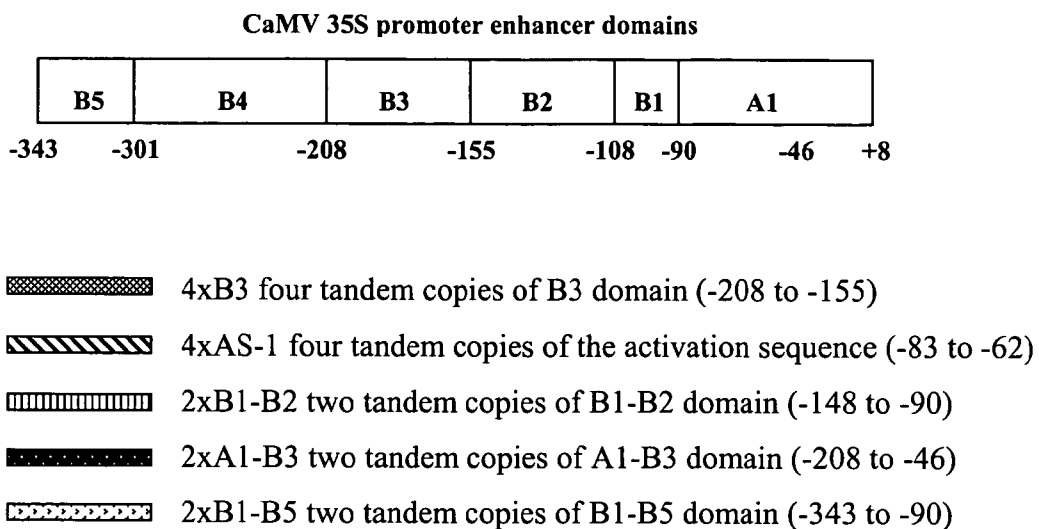 CaMV 35S promoter enhancer domains
B5 B4 B3 B2 B1 A1
-343 -301 -208 -155 -108 -90 -46 +8
4xB3 four tandem copies of B3 domain (-208 to -155)
4xAS-1 four tandem copies of the activation sequence (-83 to -62)
2xB1-B2 two tandem copies of B1-B2 domain (-148 to -90)
2xA1-B3 two tandem copies of A1-B3 domain (-208 to -46)
2xB1-B5 two tandem copies of B1-B5 domain (-343 to -90)